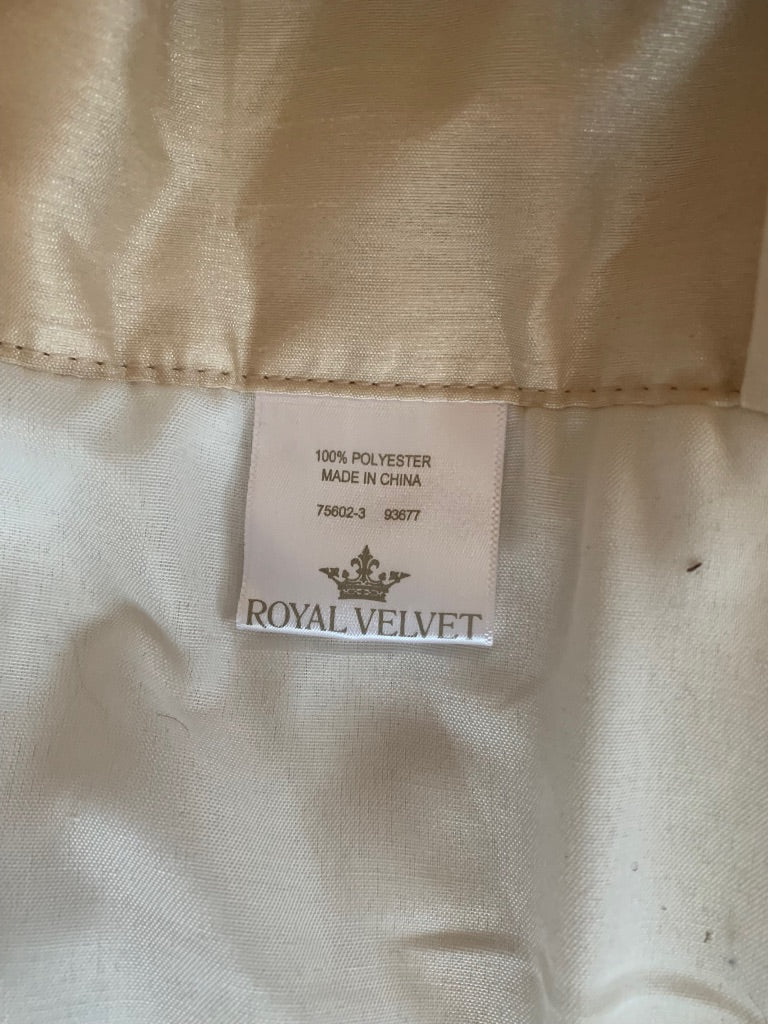 100% POLYESTER
MADE IN CHINA
75602-3 93677
ROYAL VELVET